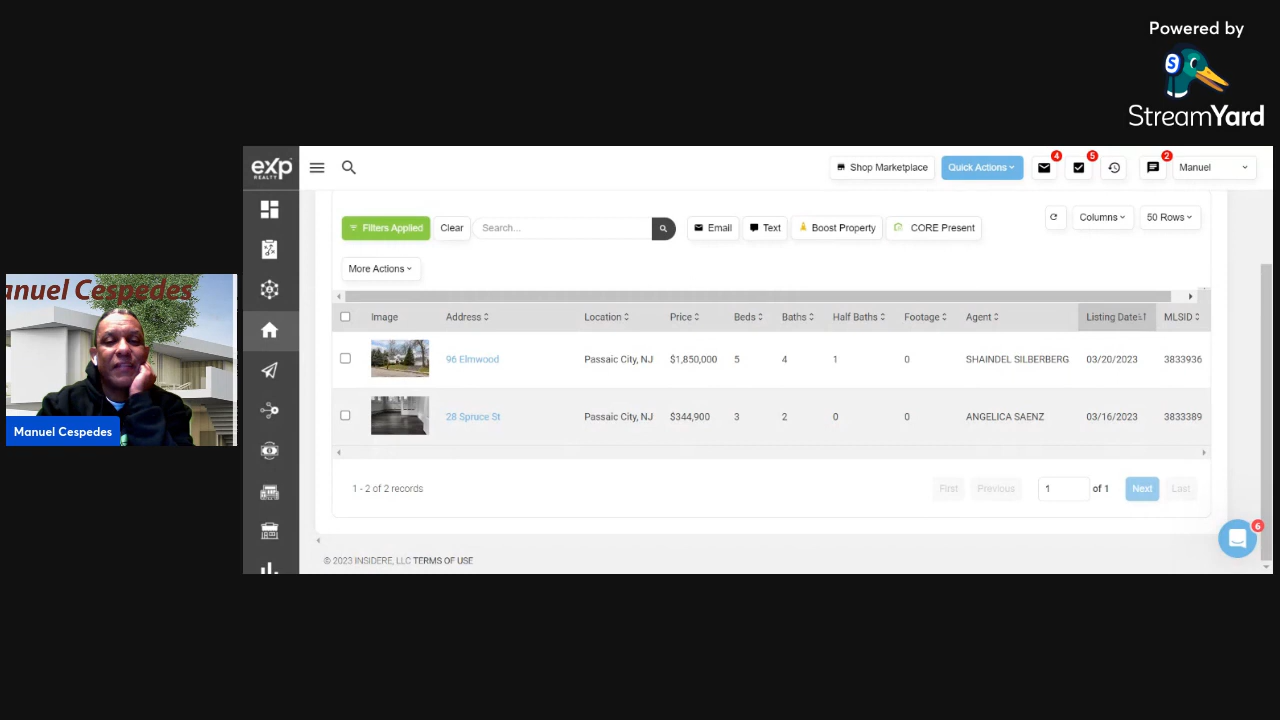 Powered by
S
StreamYard
anuel Cespedes
Manuel Cespedes
exp
REALTY
Shop Marketplace
Quick Actions
4
5
2
Manuel
Filters Applied
Clear
Search...
Email
Text
Boost Property
CORE Present
Columns
50 Rows
More Actions
Image Address Location Price Beds Baths Half Baths Footage Agent Listing Date MLSID
96 Elmwood Passaic City, NJ $1,850,000 5 4 1 0 SHAINDEL SILBERBERG 03/20/2023 3833936
28 Spruce St Passaic City, NJ $344,900 3 2 0 0 ANGELICA SAENZ 03/16/2023 3833389
1 - 2 of 2 records
First Previous 1 of 1 Next Last
6
© 2023 INSIDERE, LLC TERMS OF USE